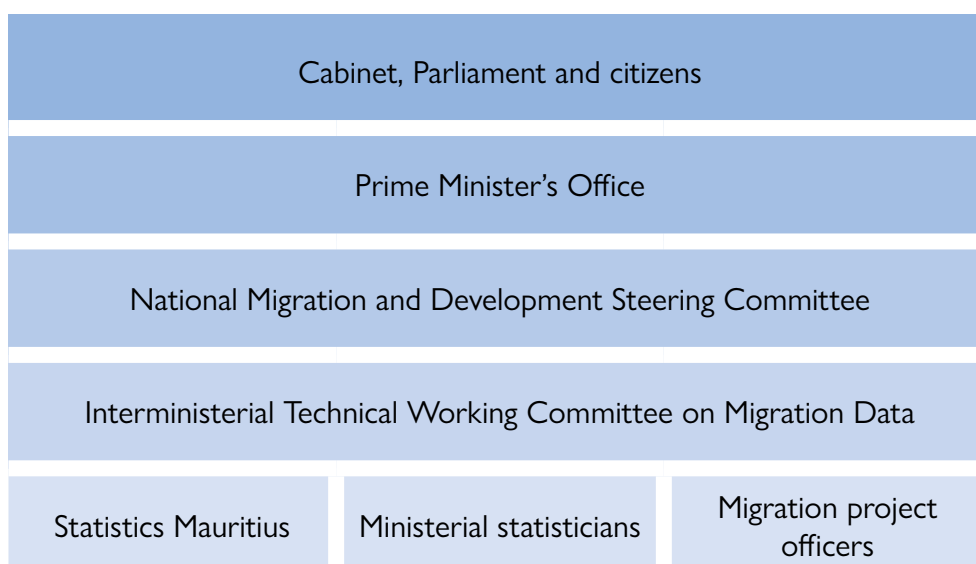 Cabinet, Parliament and citizens
Prime Minister’s Office
National Migration and Development Steering Committee
Interministerial Technical Working Committee on Migration Data
Statistics Mauritius
Ministerial statisticians
Migration project
officers